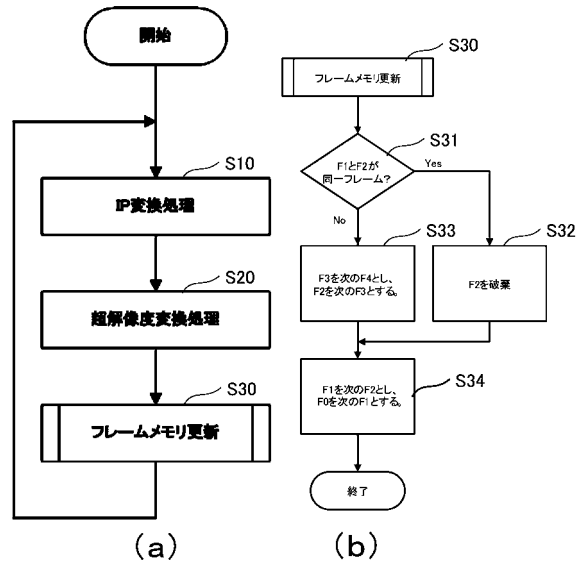 開始
S10
IP変換処理
S20
超解像度変換処理
S30
フレームメモリ更新
(a)
S30
フレームメモリ更新
S31
F1とF2が
同一フレーム?
Yes
No
S33
F3を次のF4とし、
F2を次のF3とする。
S32
F2を破棄
S34
F1を次のF2とし、
F0を次のF1とする。
終了
(b)